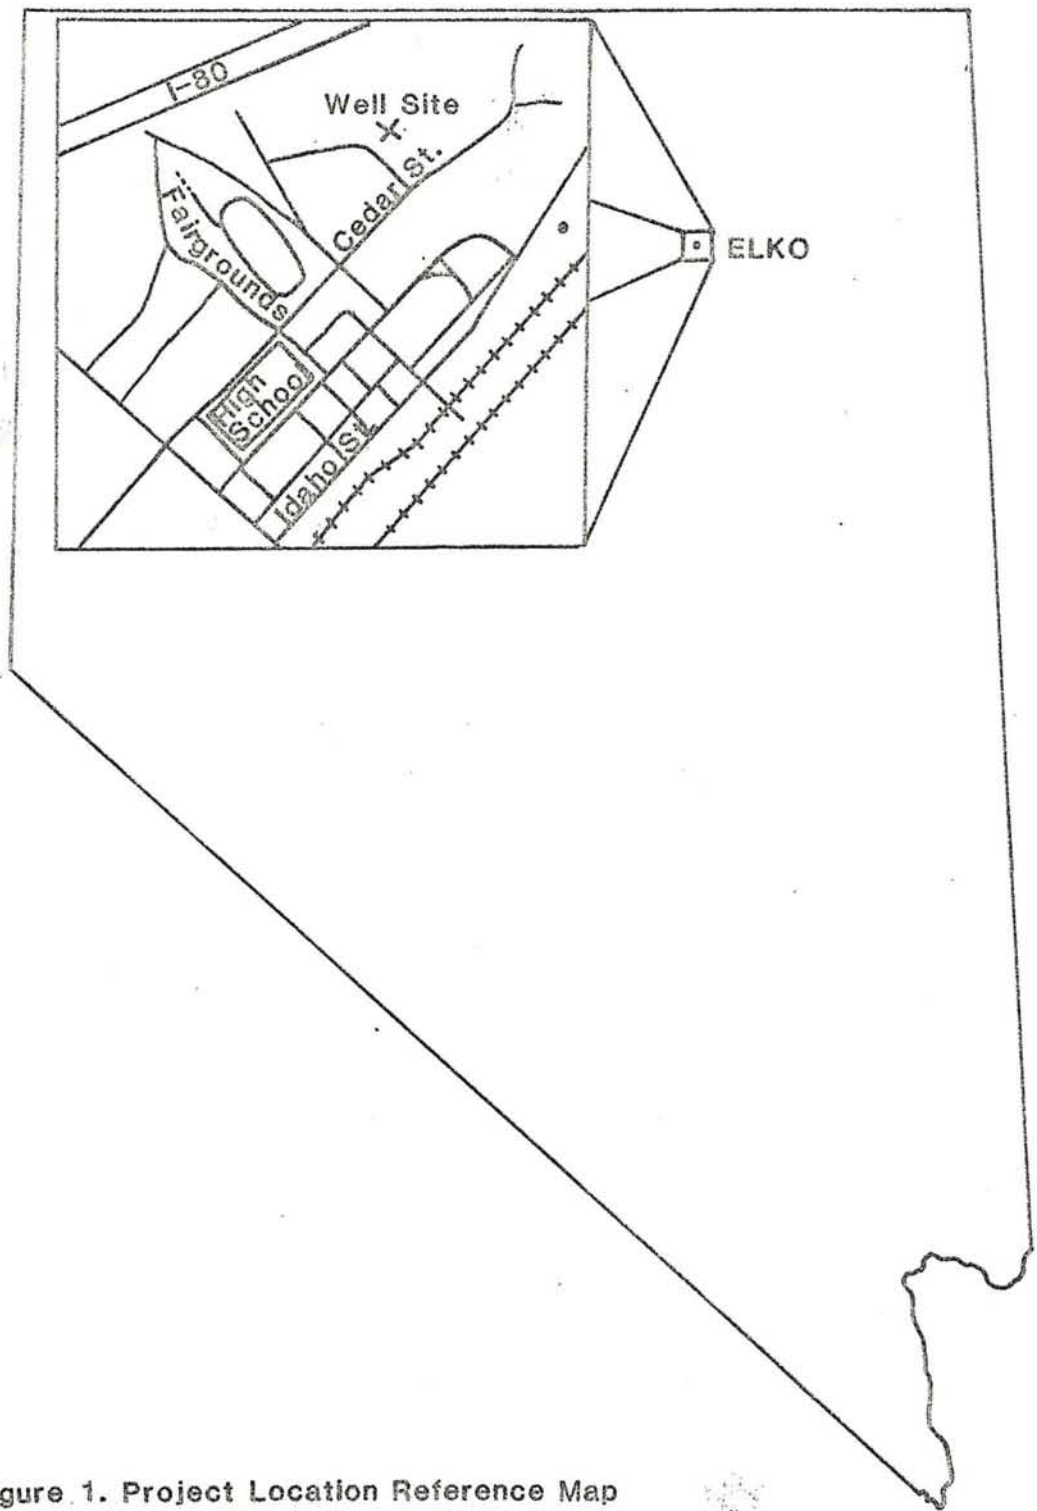 I-80
Well Site
Cedar St.
Fairgrounds
ELKO
High
School
Idaho St.
gure 1. Project Location Reference Map